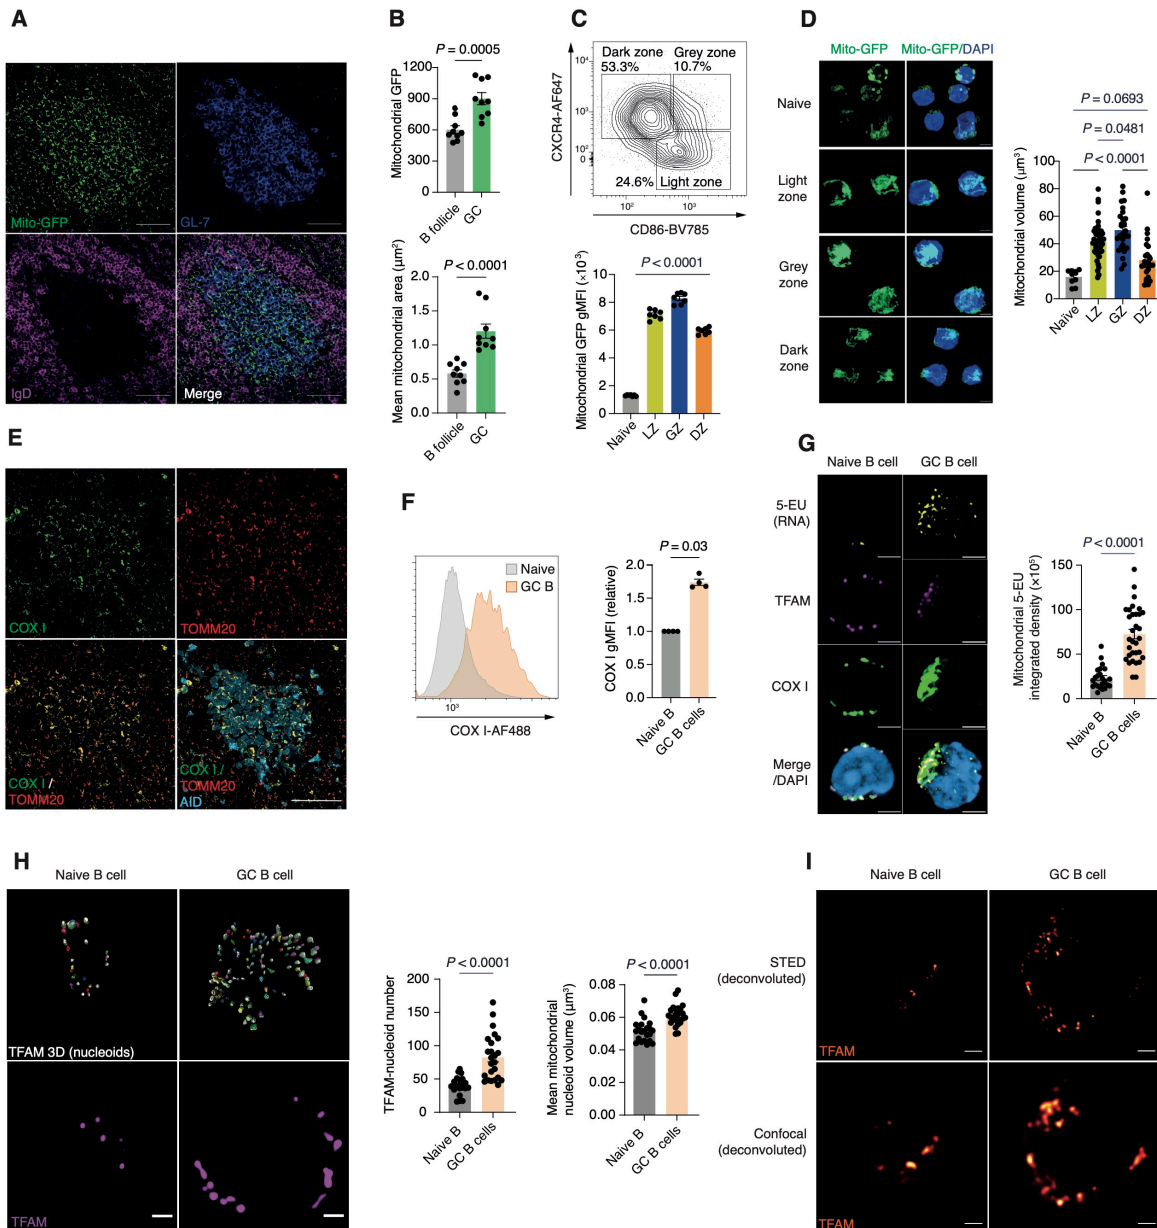 A
Mito-GFP
GL-7
IgD
Merge
B
P = 0.0005
Mitochondrial GFP
1200
900
600
300
0
B follicle
GC
P < 0.0001
Mean mitochondrial area (μm²)
2.0
1.5
1.0
0.5
0.0
B follicle
GC
C
CXCR4-AF647
10⁴
10³
10²
0
Dark zone
53.3%
Grey zone
10.7%
24.6%
Light zone
10²
10³
CD86-BV785
P < 0.0001
Mitochondrial GFP gMFI (×10³)
10
8
6
4
2
0
Naïve
LZ
GZ
DZ
D
Mito-GFP
Mito-GFP/DAPI
Naive
Light
zone
Grey
zone
Dark
zone
P = 0.0693
P = 0.0481
P < 0.0001
Mitochondrial volume (μm³)
100
80
60
40
20
0
Naïve
LZ
GZ
DZ
E
COX I
TOMM20
COX I /
TOMM20
COX I /
TOMM20
AID
F
Naive
GC B
10³
COX I-AF488
P = 0.03
COX I gMFI (relative)
2.0
1.5
1.0
0.5
0.0
Naive B
GC B cells
G
Naive B cell
GC B cell
5-EU
(RNA)
TFAM
COX I
Merge
/DAPI
P < 0.0001
Mitochondrial 5-EU
integrated density (×10⁵)
150
100
50
0
Naive B
GC B cells
H
Naive B cell
GC B cell
TFAM 3D (nucleoids)
TFAM
P < 0.0001
TFAM-nucleoid number
200
150
100
50
0
Naive B
GC B cells
P < 0.0001
Mean mitochondrial
nucleoid volume (μm³)
0.08
0.06
0.04
0.02
0.00
Naive B
GC B cells
I
Naive B cell
GC B cell
STED
(deconvoluted)
TFAM
Confocal
(deconvoluted)
TFAM